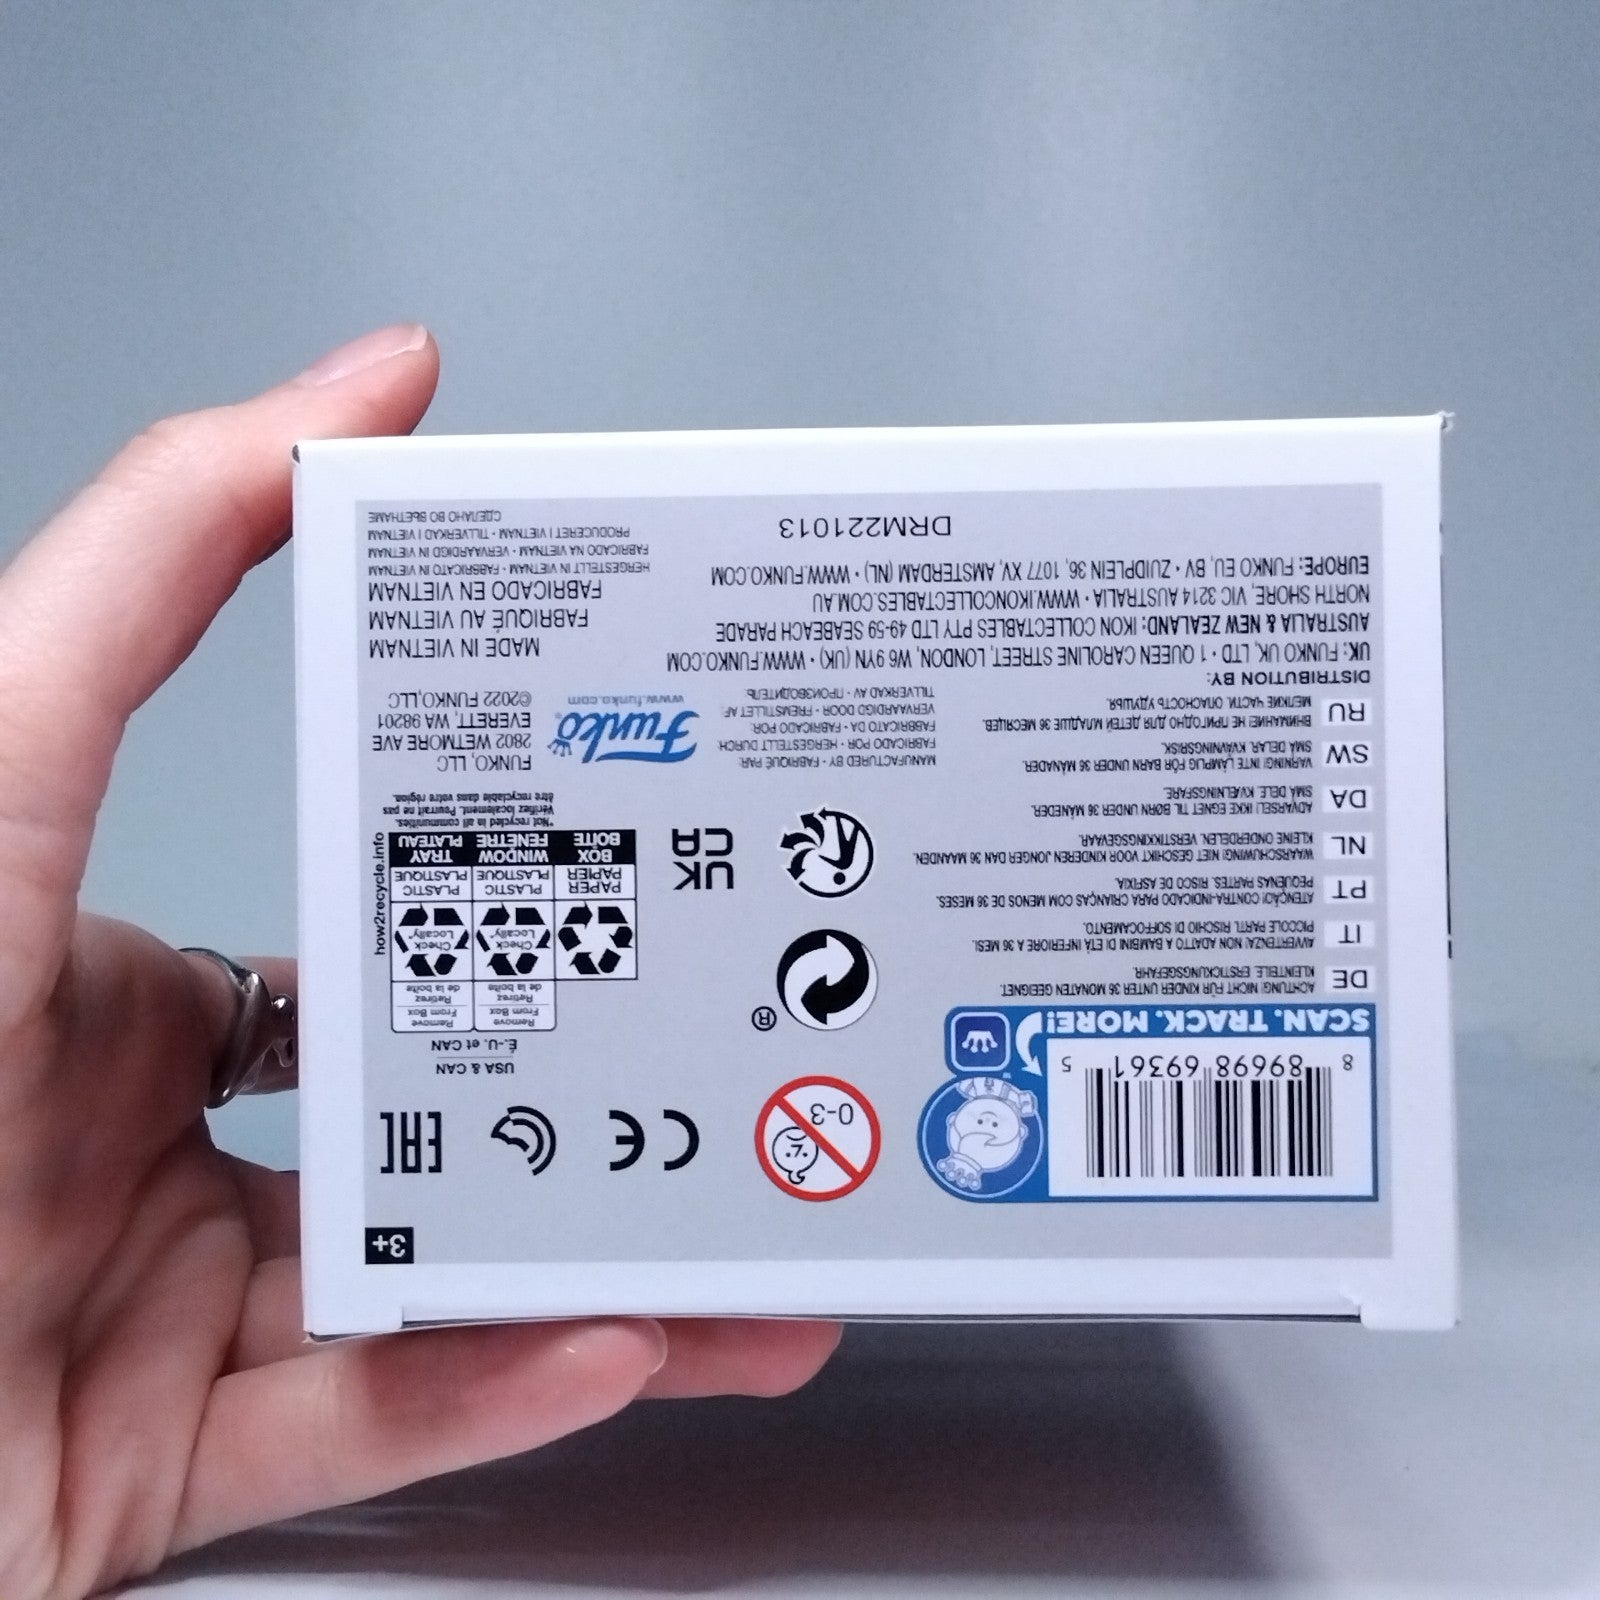 3+
8 89698 69361 5
SCAN. TRACK. MORE!
0-3
CE
EAC
USA & CAN
É.-U. et CAN
Remove From Box
Retirez de la boîte
Remove From Box
Retirez de la boîte
Check Locally*
Check Locally*
PAPER
PAPIER
PLASTIC
PLASTIQUE
PLASTIC
PLASTIQUE
BOX
BOÎTE
WINDOW
FENÊTRE
TRAY
PLATEAU
how2recycle.info
*Not recycled in all communities.
Vérifiez localement. Pourrait ne pas
être recyclable dans votre région.
®
UK
CA
DE ACHTUNG! NICHT FÜR KINDER UNTER 36 MONATEN GEEIGNET.
KLEINTEILE. ERSTICKUNGSGEFAHR.
IT AVVERTENZA! NON ADATTO A BAMBINI DI ETÀ INFERIORE A 36 MESI.
PICCOLE PARTI. RISCHIO DI SOFFOCAMENTO.
PT ATENÇÃO! CONTRA-INDICADO PARA CRIANÇAS COM MENOS DE 36 MESES.
PEQUENAS PARTES. RISCO DE ASFIXIA.
NL WAARSCHUWING! NIET GESCHIKT VOOR KINDEREN JONGER DAN 36 MAANDEN.
KLEINE ONDERDELEN. VERSTIKKINGSGEVAAR.
DA ADVARSEL! IKKE EGNET TIL BØRN UNDER 36 MÅNEDER.
SMÅ DELE. KVÆLNINGSFARE.
SW VARNING! INTE LÄMPLIG FÖR BARN UNDER 36 MÅNADER.
SMÅ DELAR. KVÄVNINGSRISK.
RU ВНИМАНИЕ! НЕ ПРИГОДНО ДЛЯ ДЕТЕЙ МЛАДШЕ 36 МЕСЯЦЕВ.
МЕЛКИЕ ЧАСТИ. ОПАСНОСТЬ УДУШЬЯ.
MANUFACTURED BY • FABRIQUÉ PAR:
FABRICADO POR • HERGESTELLT DURCH:
FABBRICATO DA • FABRICADO POR:
VERVAARDIGD DOOR • FREMSTILLET AF:
TILLVERKAD AV • ПРОИЗВОДИТЕЛЬ:
Funko
www.funko.com
FUNKO, LLC
2802 WETMORE AVE
EVERETT, WA 98201
©2022 FUNKO,LLC
DISTRIBUTION BY:
UK: FUNKO UK, LTD • 1 QUEEN CAROLINE STREET, LONDON, W6 9YN (UK) • WWW.FUNKO.COM
AUSTRALIA & NEW ZEALAND: IKON COLLECTABLES PTY LTD 49-59 SEABEACH PARADE
NORTH SHORE, VIC 3214 AUSTRALIA • WWW.IKONCOLLECTABLES.COM.AU
EUROPE: FUNKO EU, BV • ZUIDPLEIN 36, 1077 XV, AMSTERDAM (NL) • WWW.FUNKO.COM
DRM221013
MADE IN VIETNAM
FABRIQUÉ AU VIETNAM
FABRICADO EN VIETNAM
HERGESTELLT IN VIETNAM • FABBRICATO IN VIETNAM
FABRICADO NA VIETNAM • VERVAARDIGD IN VIETNAM
PRODUCERET I VIETNAM • TILLVERKAD I VIETNAM
СДЕЛАНО ВО ВЬЕТНАМЕ